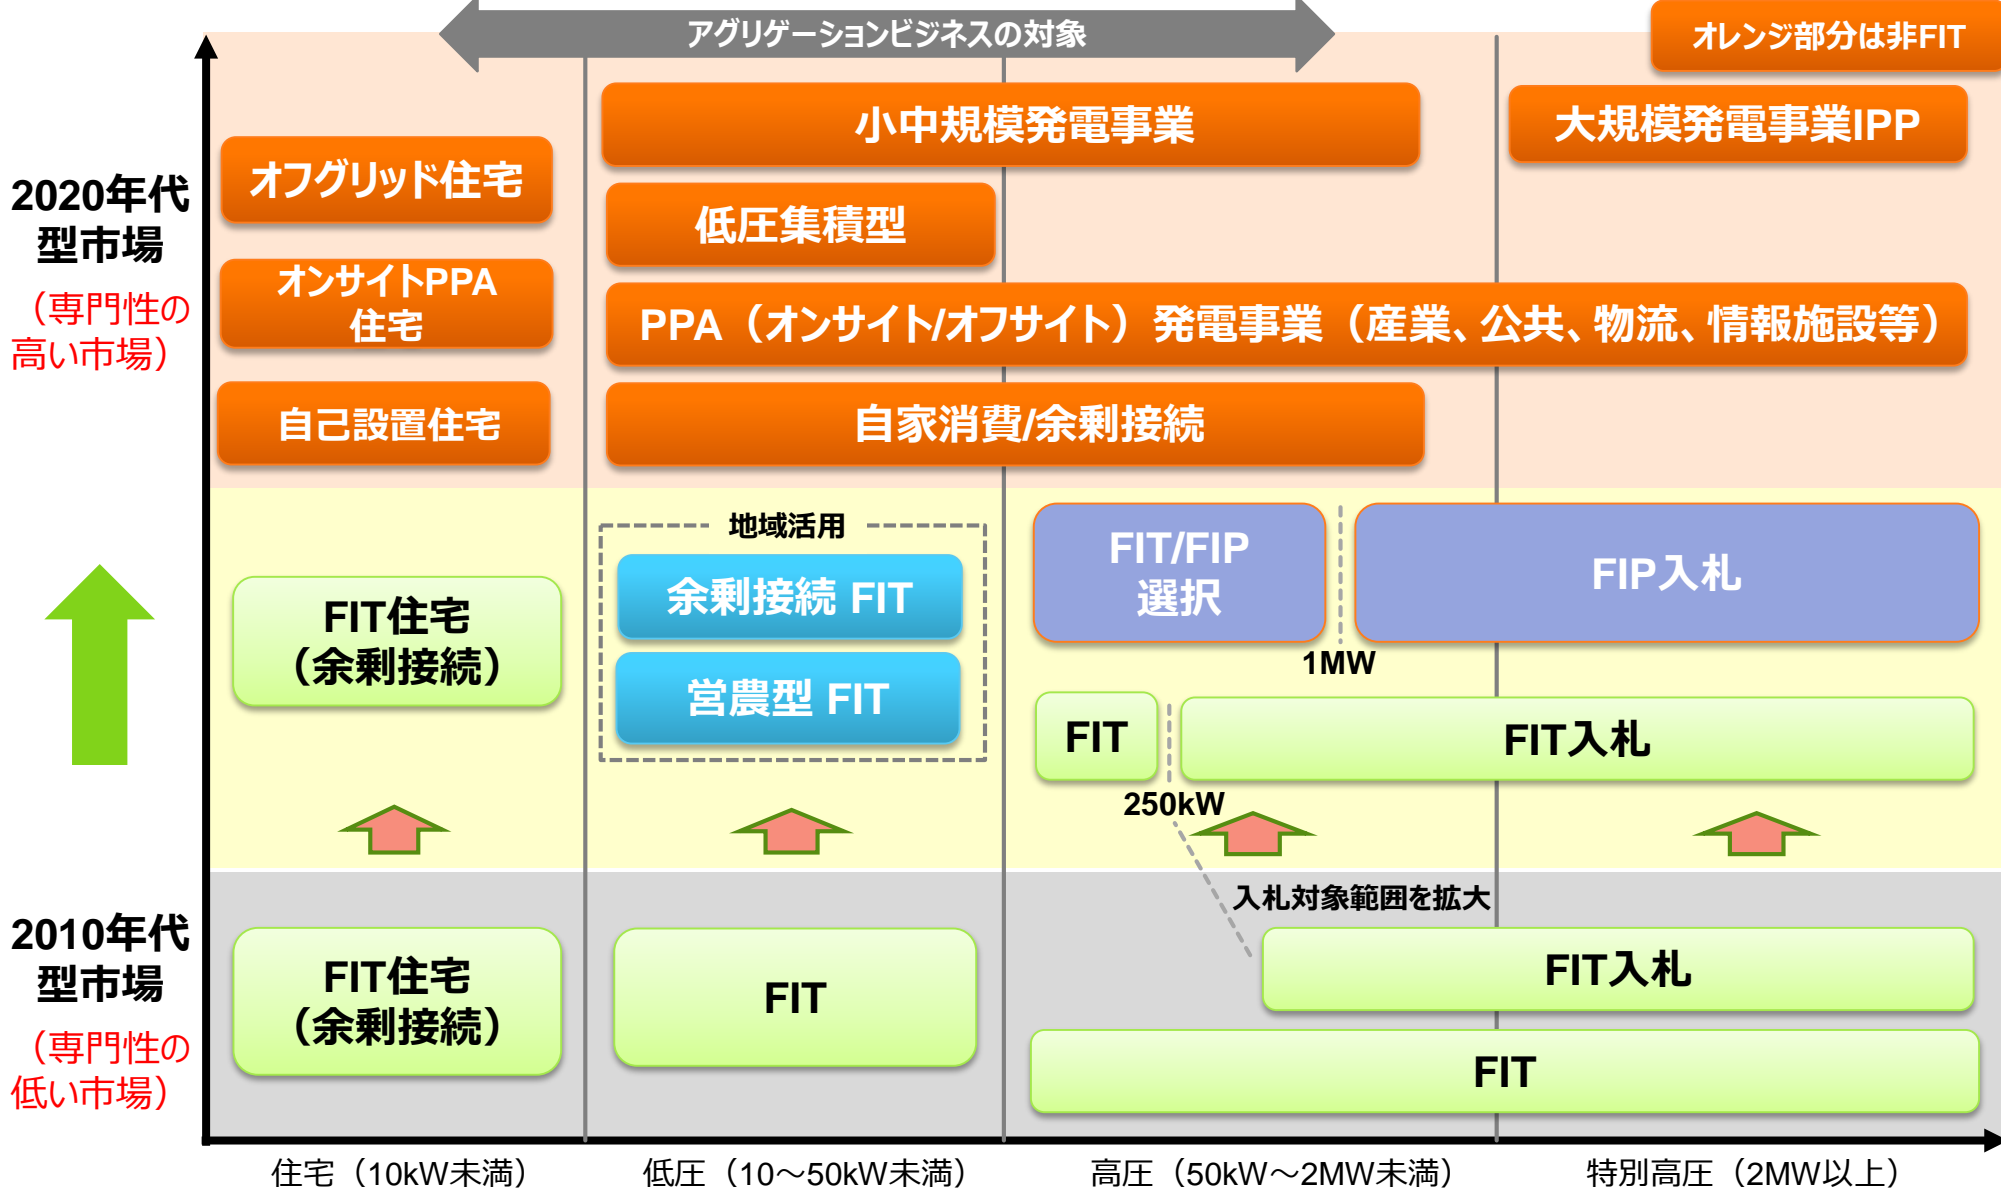 アグリゲーションビジネスの対象
オレンジ部分は非FIT
2020年代
型市場
（専門性の
高い市場）
小中規模発電事業
大規模発電事業IPP
オフグリッド住宅
低圧集積型
オンサイトPPA
住宅
PPA（オンサイト/オフサイト）発電事業（産業、公共、物流、情報施設等）
自己設置住宅
自家消費/余剰接続
地域活用
FIT住宅
（余剰接続）
余剰接続 FIT
営農型 FIT
FIT/FIP
選択
FIP入札
1MW
FIT
FIT入札
250kW
入札対象範囲を拡大
2010年代
型市場
（専門性の
低い市場）
FIT住宅
（余剰接続）
FIT
FIT入札
FIT
住宅（10kW未満）
低圧（10～50kW未満）
高圧（50kW～2MW未満）
特別高圧（2MW以上）